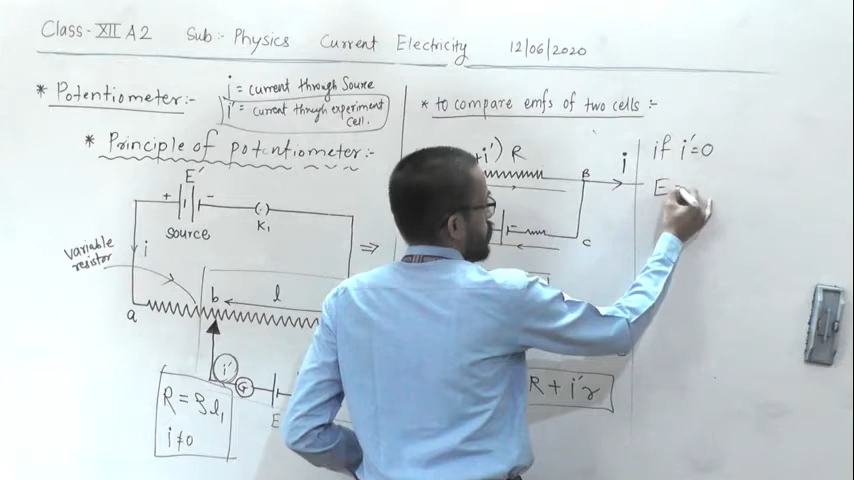 Class - XII A2 Sub :- Physics Current Electricity 12/06/2020
* Potentiometer :-
i = current through Source
i' = current through experiment cell.
* Principle of potentiometer :-
E'
+ -
source
K1
i
variable resistor
a
b
l
i'
G
E
R = ρl1
i ≠ 0
⇒
* to compare emfs of two cells :-
+i') R
B
i
C
R + i'r
if i' = 0
E =